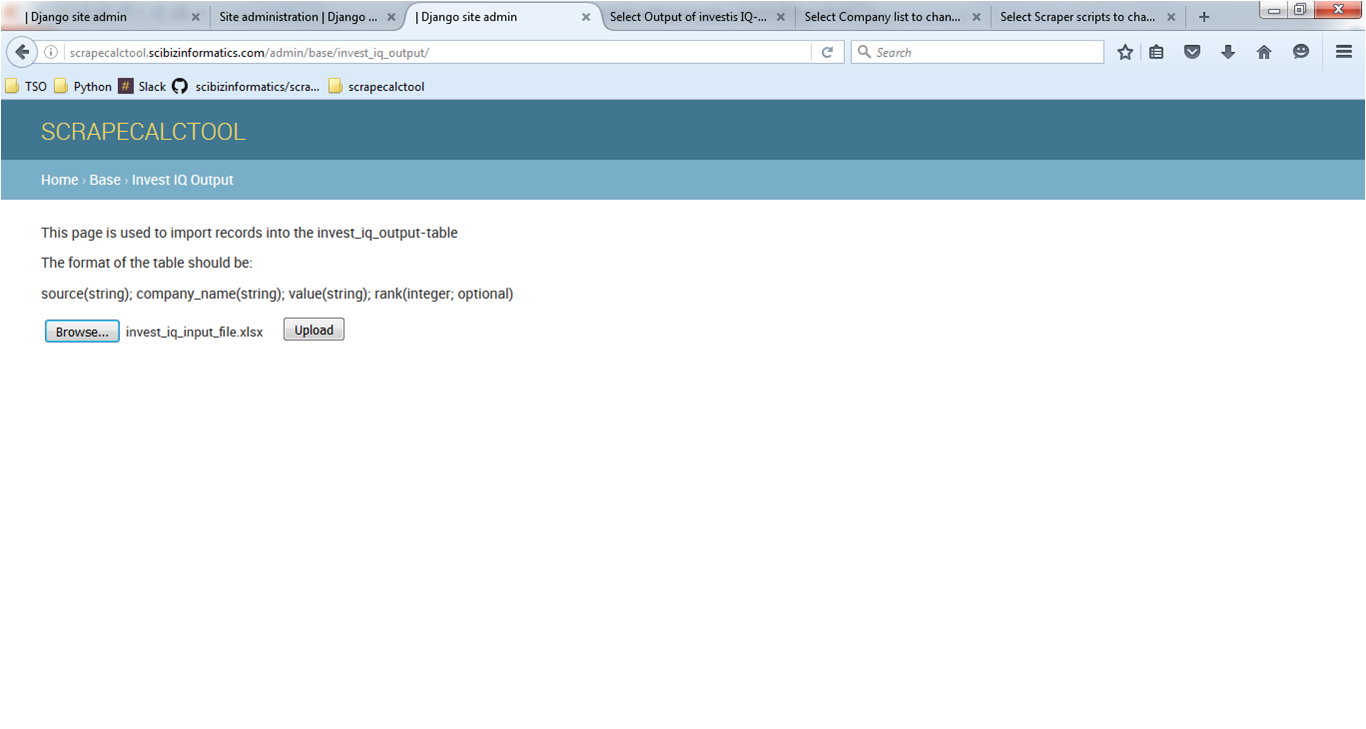 | Django site admin
Site administration | Django ...
| Django site admin
Select Output of investis IQ-...
Select Company list to chan...
Select Scraper scripts to cha...
scrapecalctool.scibizinformatics.com/admin/base/invest_iq_output/
Search
TSO
Python
# Slack
scibizinformatics/scra...
scrapecalctool
SCRAPECALCTOOL
Home › Base › Invest IQ Output
This page is used to import records into the invest_iq_output-table
The format of the table should be:
source(string); company_name(string); value(string); rank(integer; optional)
Browse... invest_iq_input_file.xlsx Upload